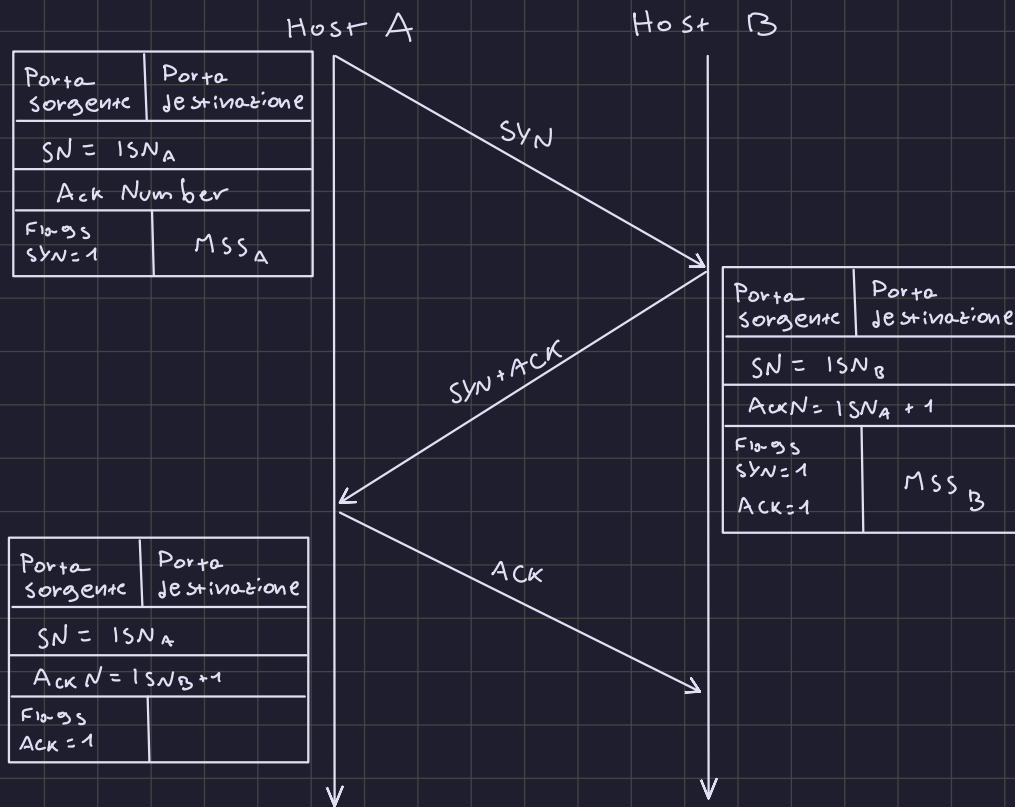 Host A
Host B
Porta
sorgente
Porta
destinazione
SN = ISNA
Ack Number
Flags
SYN=1
MSSA
SYN
Porta
sorgente
Porta
destinazione
SN = ISNB
AckN= ISNA +1
Flags
SYN=1
ACK=1
MSS B
SYN+ACK
Porta
sorgente
Porta
destinazione
SN = ISNA
Ack N = ISNB+1
Flags
Ack=1
ACK